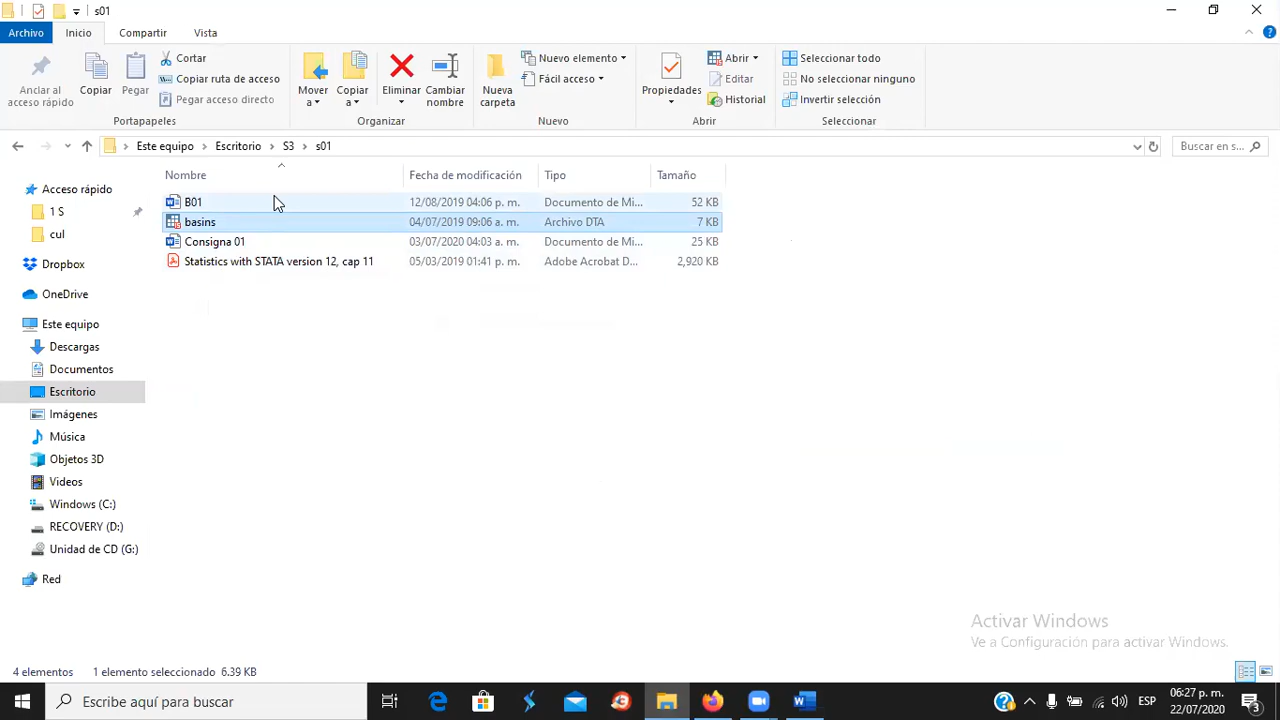 s01
Archivo Inicio Compartir Vista
Anclar al acceso rápido
Copiar
Pegar
Cortar
Copiar ruta de acceso
Pegar acceso directo
Portapapeles
Mover a
Copiar a
Eliminar
Cambiar nombre
Organizar
Nueva carpeta
Nuevo elemento
Fácil acceso
Nuevo
Propiedades
Abrir
Editar
Historial
Abrir
Seleccionar todo
No seleccionar ninguno
Invertir selección
Seleccionar
Este equipo > Escritorio > S3 > s01
Buscar en s...
Nombre Fecha de modificación Tipo Tamaño
B01 12/08/2019 04:06 p. m. Documento de Mi... 52 KB
basins 04/07/2019 09:06 a. m. Archivo DTA 7 KB
Consigna 01 03/07/2020 04:03 a. m. Documento de Mi... 25 KB
Statistics with STATA version 12, cap 11 05/03/2019 01:41 p. m. Adobe Acrobat D... 2,920 KB
Acceso rápido
1 S
cul
Dropbox
OneDrive
Este equipo
Descargas
Documentos
Escritorio
Imágenes
Música
Objetos 3D
Videos
Windows (C:)
RECOVERY (D:)
Unidad de CD (G:)
Red
Activar Windows
Ve a Configuración para activar Windows.
4 elementos 1 elemento seleccionado 6.39 KB
Escribe aquí para buscar
ESP
06:27 p. m.
22/07/2020
3